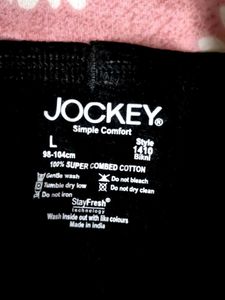 JOCKEY®
Simple Comfort
L Style
98-104cm 1410
Bikni
100% SUPER COMBED COTTON
Gentle wash Do not bleach
Tumble dry low Do not dry clean
Do not iron
StayFresh®
technology
Wash Inside out with like colours
Made in India